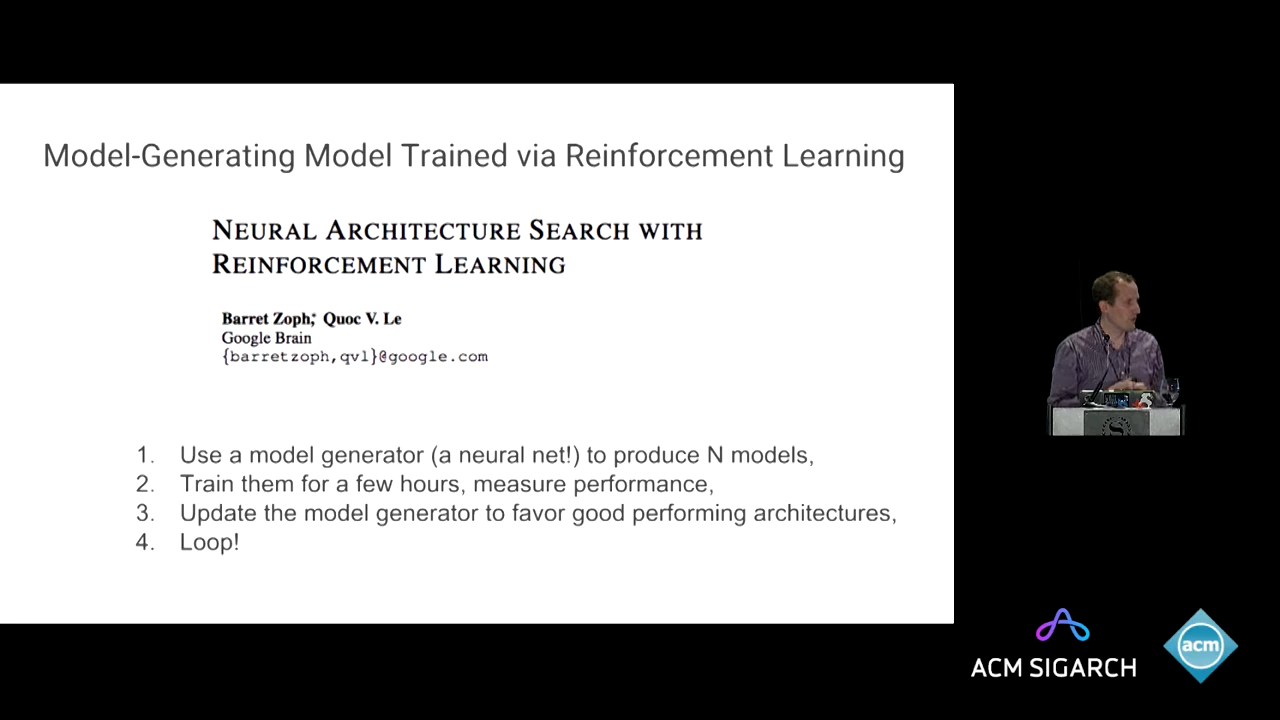 Model-Generating Model Trained via Reinforcement Learning
NEURAL ARCHITECTURE SEARCH WITH
REINFORCEMENT LEARNING
Barret Zoph,* Quoc V. Le
Google Brain
{barretzoph,qvl}@google.com
1. Use a model generator (a neural net!) to produce N models,
2. Train them for a few hours, measure performance,
3. Update the model generator to favor good performing architectures,
4. Loop!
ACM SIGARCH
acm